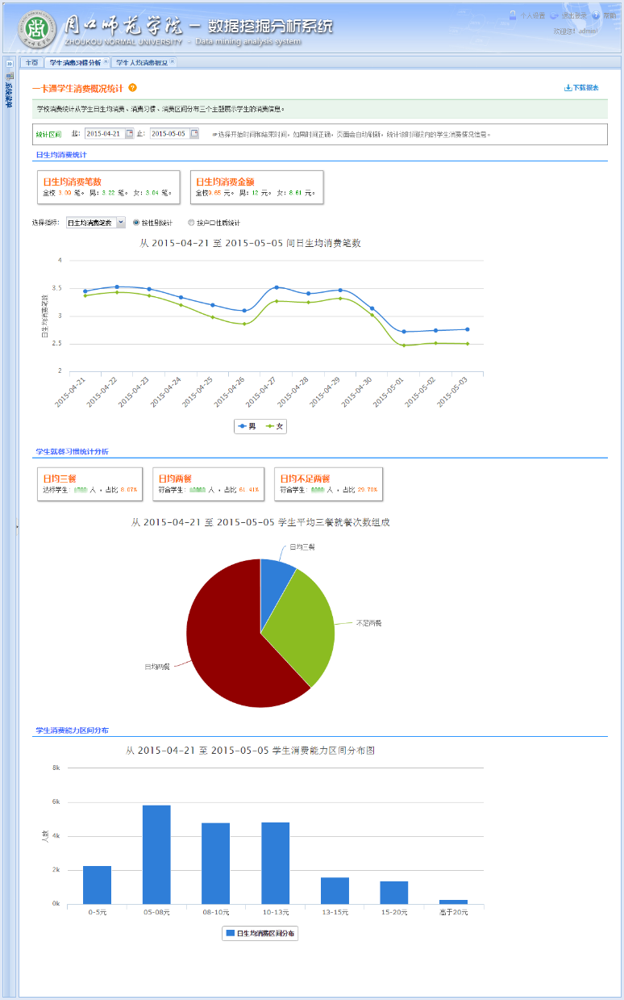 周口师范学院 - 数据挖掘分析系统
ZHOUKOU NORMAL UNIVERSITY - Data mining analysis system
个人设置 退出登录 帮助
欢迎您! admin!
主页 学生消费习惯分析 学生人均消费概况
系统菜单
一卡通学生消费概况统计
下载报表
学校消费统计从学生日生均消费、消费习惯、消费区间分布三个主题展示学生的消费信息。
统计区间 起: 2015-04-21 止: 2015-05-05 选择开始时间和结束时间, 如果时间正确, 页面会自动刷新, 统计该时间段内的学生消费情况信息。
日生均消费统计
日生均消费笔数
全校 3.09 笔。 男: 3.22 笔。 女: 3.04 笔。
日生均消费金额
全校 9.65 元。 男: 12 元。 女: 8.61 元。
选择指标: 日生均消费笔数 按性别统计 按户口性质统计
从 2015-04-21 至 2015-05-05 间日生均消费笔数
日生均消费笔数
4
3.5
3
2.5
2
2015-04-21 2015-04-22 2015-04-23 2015-04-24 2015-04-25 2015-04-26 2015-04-27 2015-04-28 2015-04-29 2015-04-30 2015-05-01 2015-05-02 2015-05-03
男 女
学生就餐习惯统计分析
日均三餐
达标学生: 人 , 占比 8.07%
日均两餐
符合学生: 人 , 占比 61.41%
日均不足两餐
符合学生: 人 , 占比 29.70%
从 2015-04-21 至 2015-05-05 学生平均三餐就餐次数组成
日均三餐
不足两餐
日均两餐
学生消费能力区间分布
从 2015-04-21 至 2015-05-05 学生消费能力区间分布图
人数
8k
6k
4k
2k
0k
0-5元 05-08元 08-10元 10-13元 13-15元 15-20元 高于20元
日生均消费区间分布